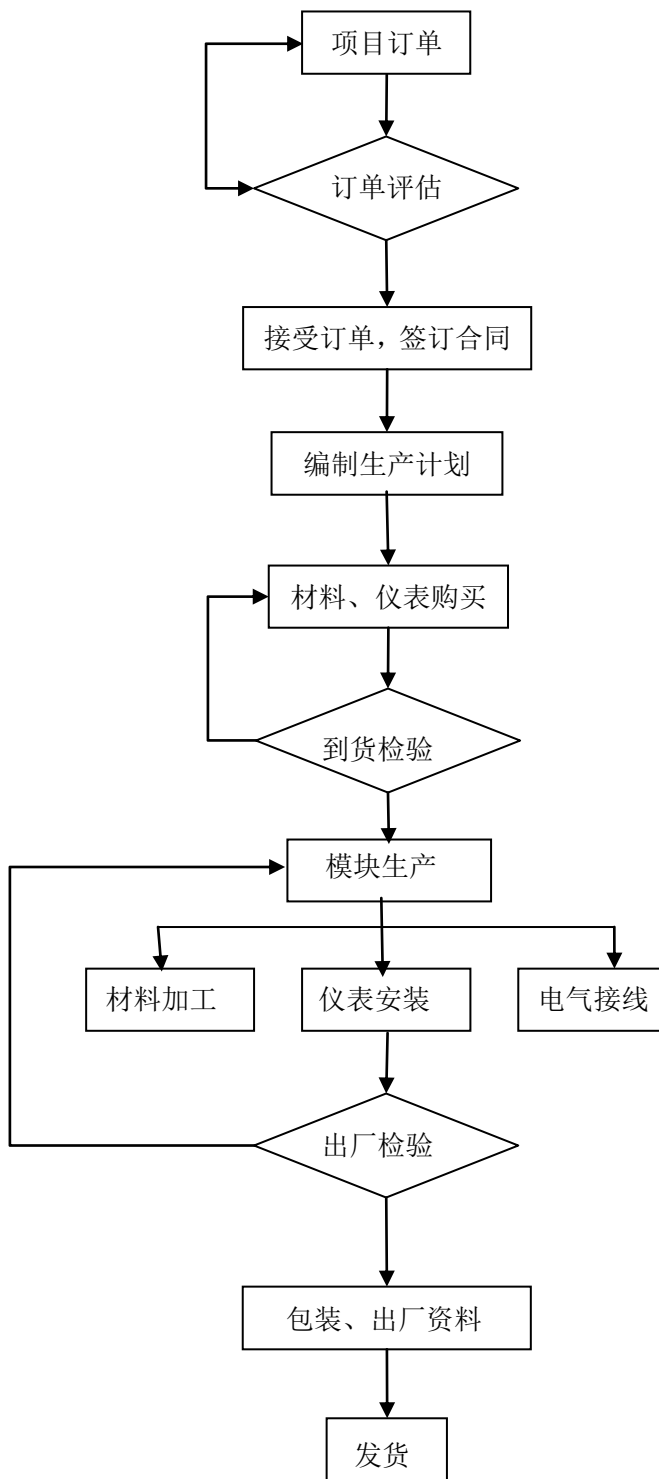 项目订单
订单评估
接受订单，签订合同
编制生产计划
材料、仪表购买
到货检验
模块生产
材料加工
仪表安装
电气接线
出厂检验
包装、出厂资料
发货